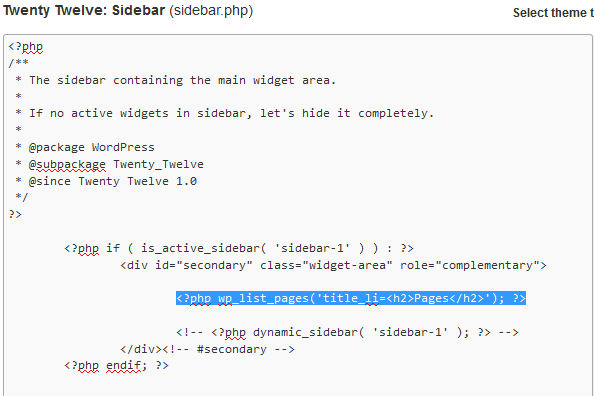 Twenty Twelve: Sidebar (sidebar.php)
Select theme t
<?php
/**
 * The sidebar containing the main widget area.
 *
 * If no active widgets in sidebar, let's hide it completely.
 *
 * @package WordPress
 * @subpackage Twenty_Twelve
 * @since Twenty Twelve 1.0
 */
?>
<?php if ( is_active_sidebar( 'sidebar-1' ) ) : ?>
<div id="secondary" class="widget-area" role="complementary">
<?php wp_list_pages('title_li=<h2>Pages</h2>'); ?>
<!-- <?php dynamic_sidebar( 'sidebar-1' ); ?> -->
</div><!-- #secondary -->
<?php endif; ?>